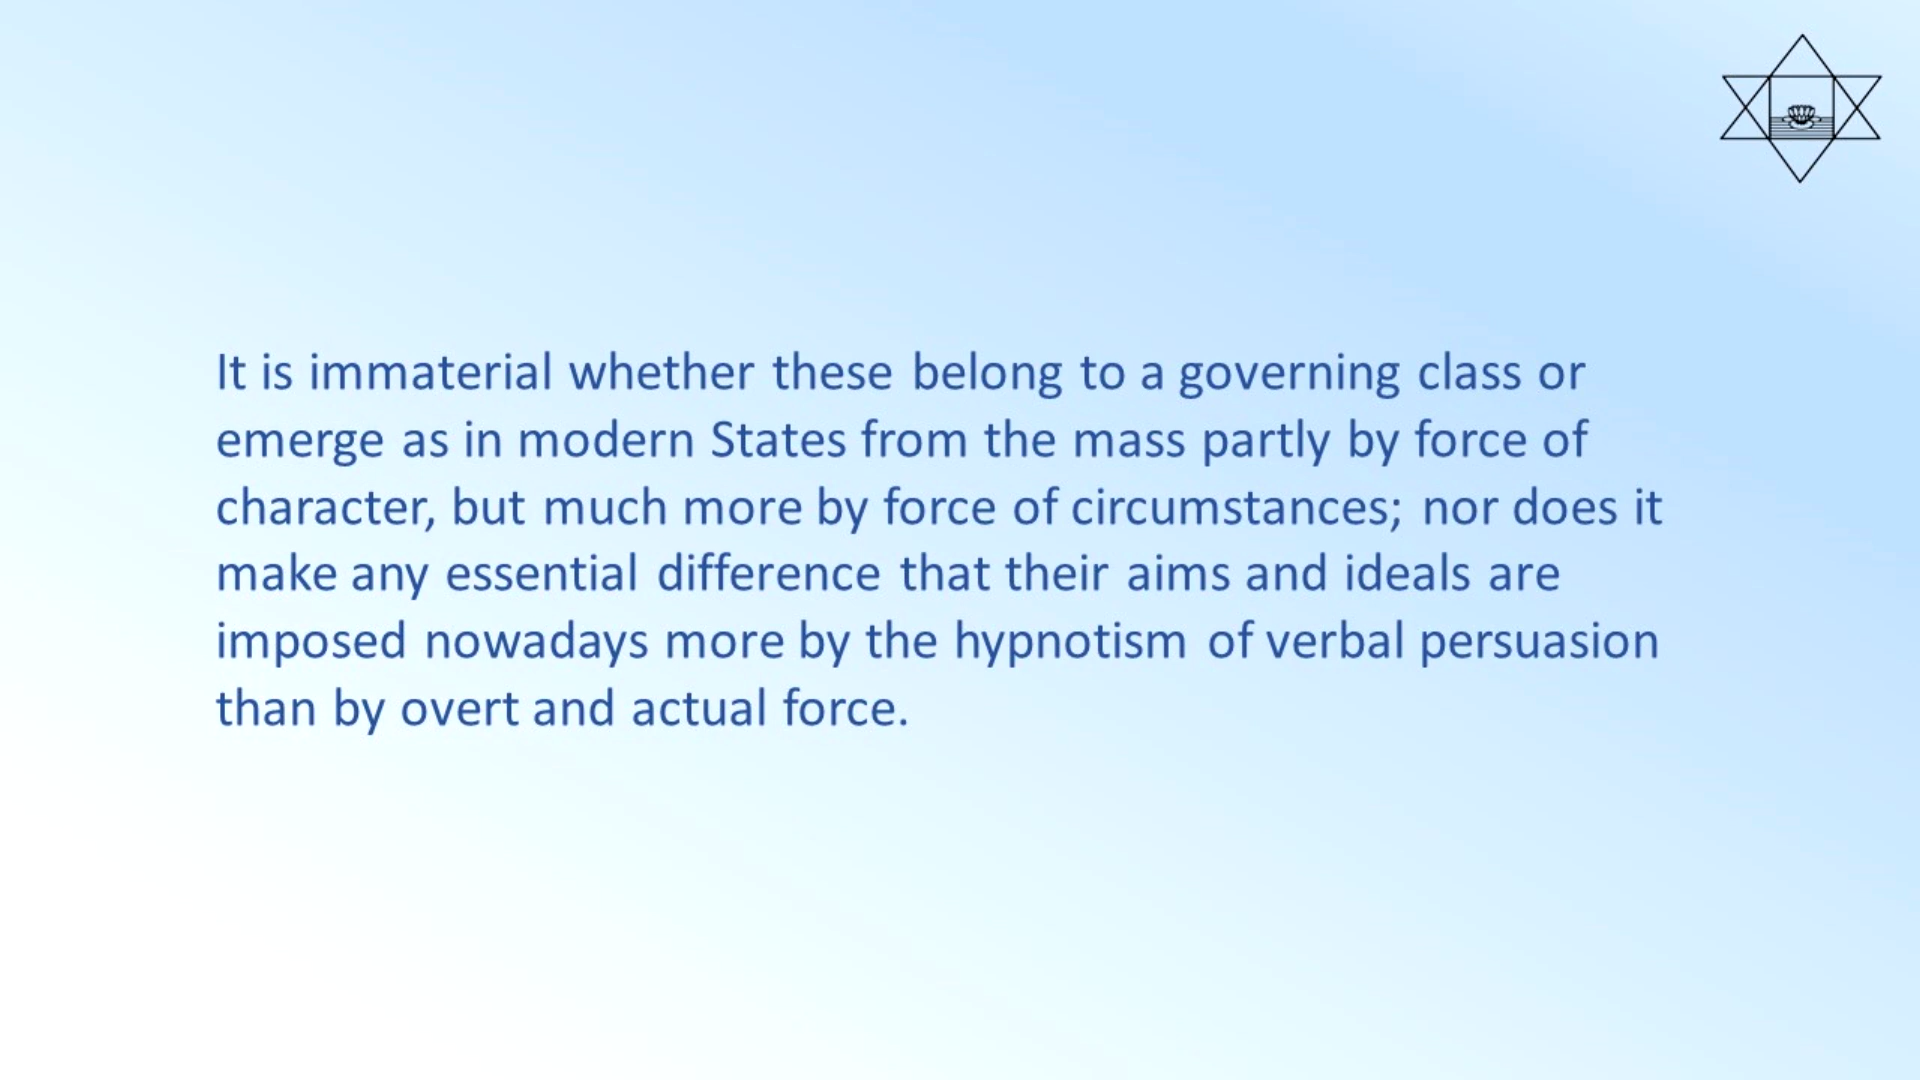 It is immaterial whether these belong to a governing class or
emerge as in modern States from the mass partly by force of
character, but much more by force of circumstances; nor does it
make any essential difference that their aims and ideals are
imposed nowadays more by the hypnotism of verbal persuasion
than by overt and actual force.